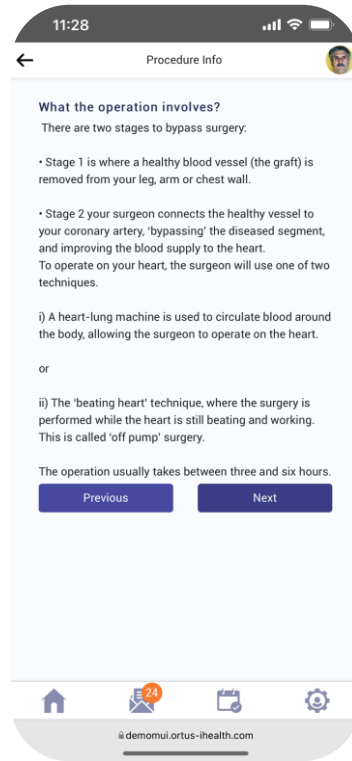 11:28
Procedure Info
What the operation involves?
There are two stages to bypass surgery:
• Stage 1 is where a healthy blood vessel (the graft) is
removed from your leg, arm or chest wall.
• Stage 2 your surgeon connects the healthy vessel to
your coronary artery, ‘bypassing’ the diseased segment,
and improving the blood supply to the heart.
To operate on your heart, the surgeon will use one of two
techniques.
i) A heart-lung machine is used to circulate blood around
the body, allowing the surgeon to operate on the heart.
or
ii) The ‘beating heart’ technique, where the surgery is
performed while the heart is still beating and working.
This is called ‘off pump’ surgery.
The operation usually takes between three and six hours.
Previous
Next
24
demomui.ortus-ihealth.com